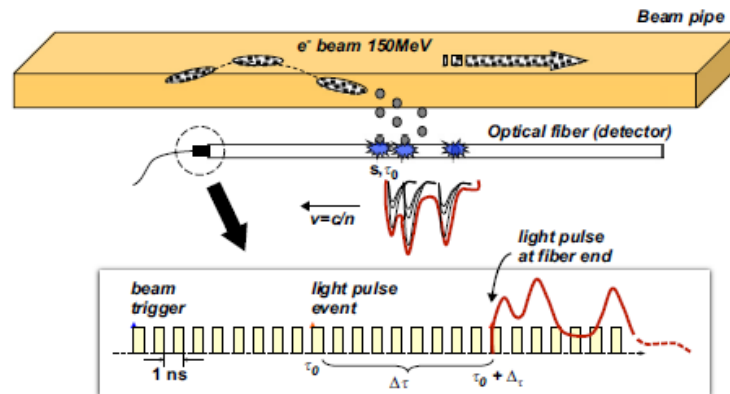 Beam pipe
e⁻ beam 150MeV
Optical fiber (detector)
s, τ₀
v=c/n
light pulse
at fiber end
beam
trigger
light pulse
event
1 ns
τ₀
Δτ
τ₀ + Δτ